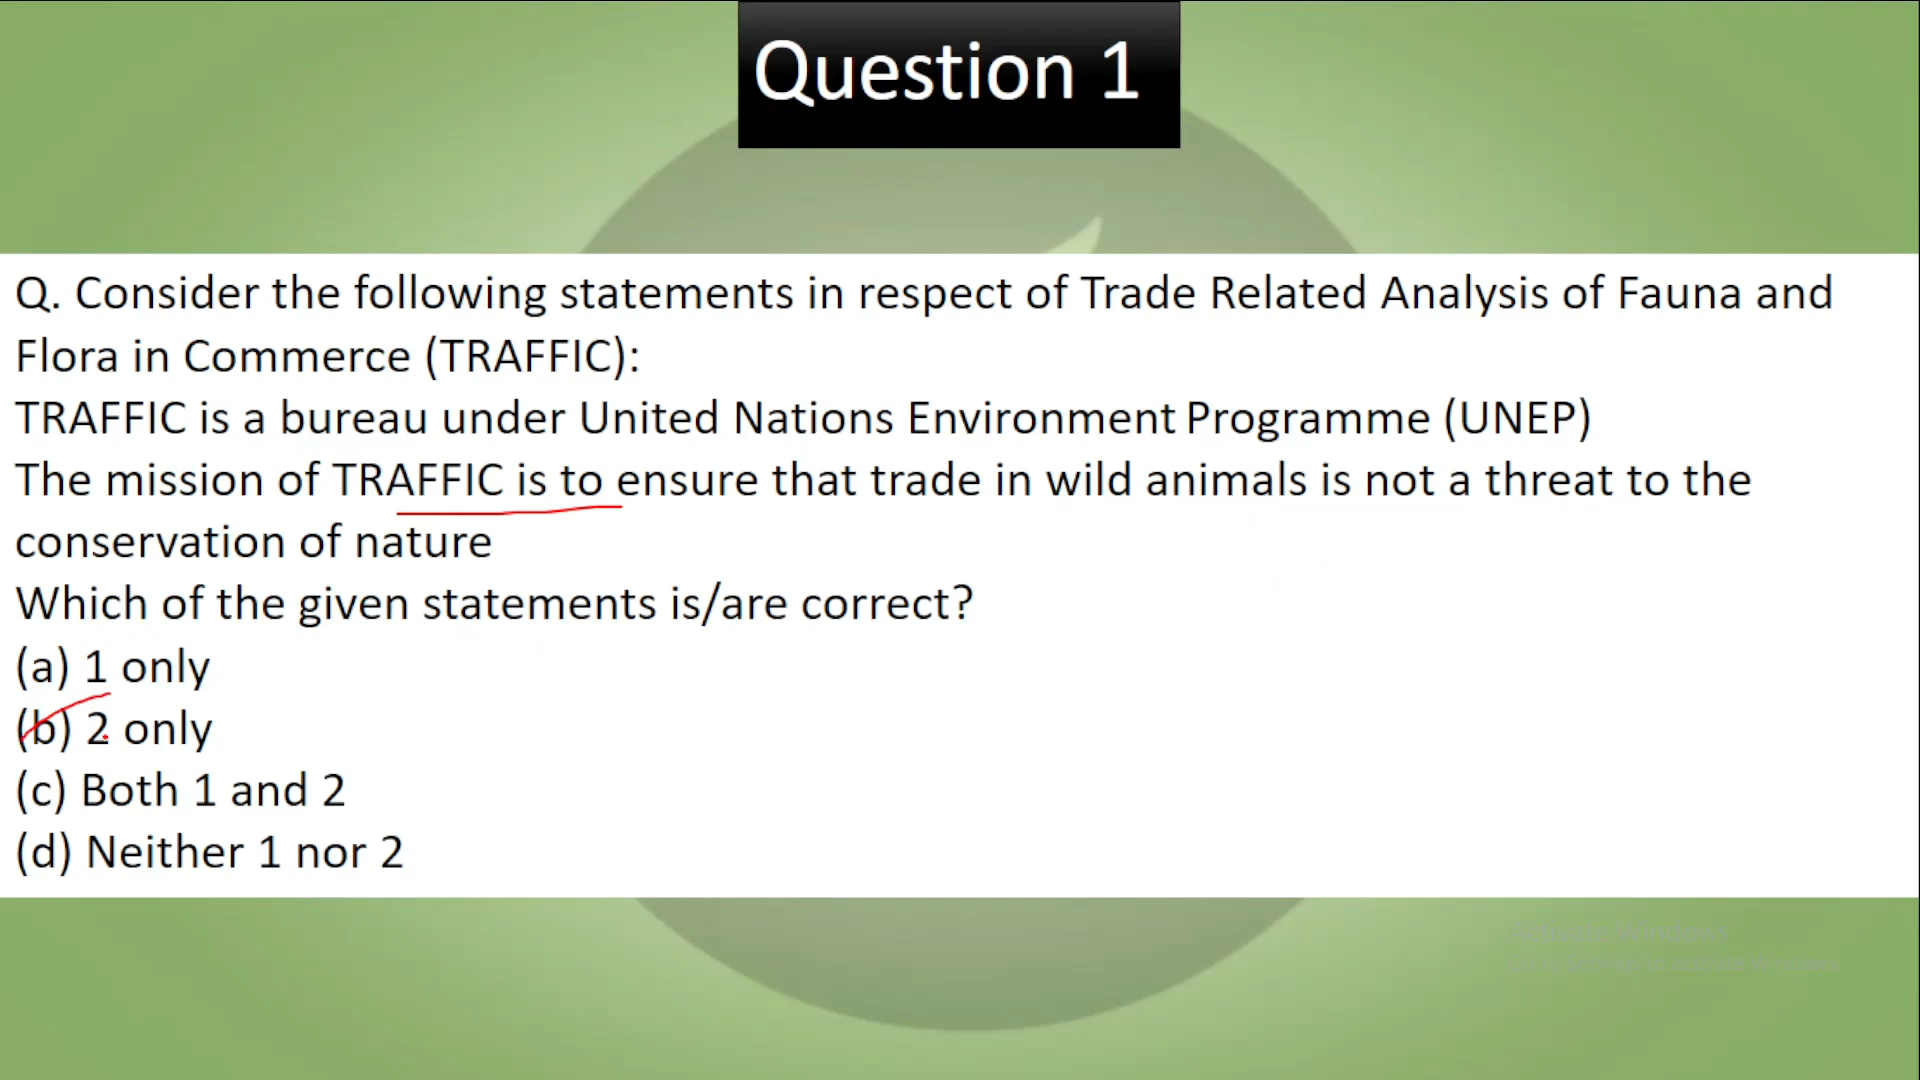 Question 1
Q. Consider the following statements in respect of Trade Related Analysis of Fauna and
Flora in Commerce (TRAFFIC):
TRAFFIC is a bureau under United Nations Environment Programme (UNEP)
The mission of TRAFFIC is to ensure that trade in wild animals is not a threat to the
conservation of nature
Which of the given statements is/are correct?
(a) 1 only
(b) 2 only
(c) Both 1 and 2
(d) Neither 1 nor 2
Activate Windows